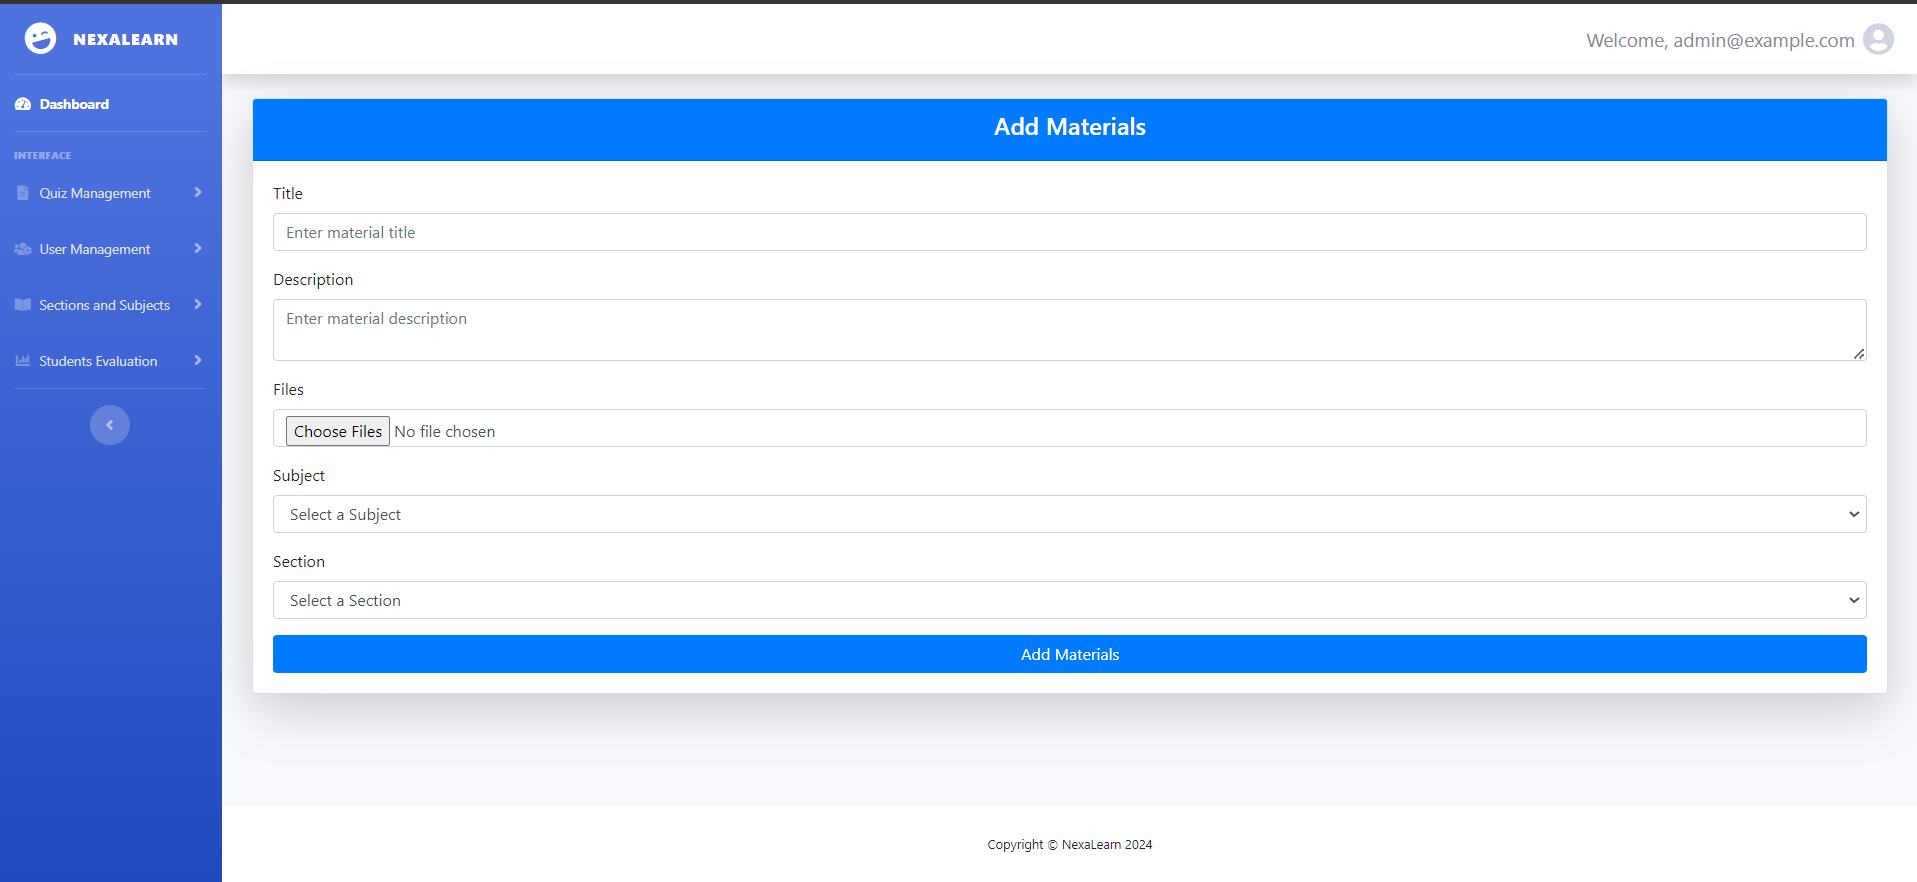 NEXALEARN
Welcome, admin@example.com
Dashboard
INTERFACE
Quiz Management
User Management
Sections and Subjects
Students Evaluation
Add Materials
Title
Enter material title
Description
Enter material description
Files
Choose Files No file chosen
Subject
Select a Subject
Section
Select a Section
Add Materials
Copyright © NexaLearn 2024